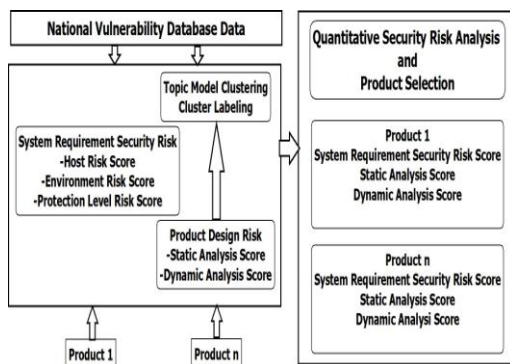 National Vulnerability Database Data
Topic Model Clustering
Cluster Labeling
System Requirement Security Risk
-Host Risk Score
-Environment Risk Score
-Protection Level Risk Score
Product Design Risk
-Static Analysis Score
-Dynamic Analysis Score
Product 1
Product n
Quantitative Security Risk Analysis
and
Product Selection
Product 1
System Requirement Security Risk Score
Static Analysis Score
Dynamic Analysis Score
Product n
System Requirement Security Risk Score
Static Analysis Score
Dynamic Analysi Score